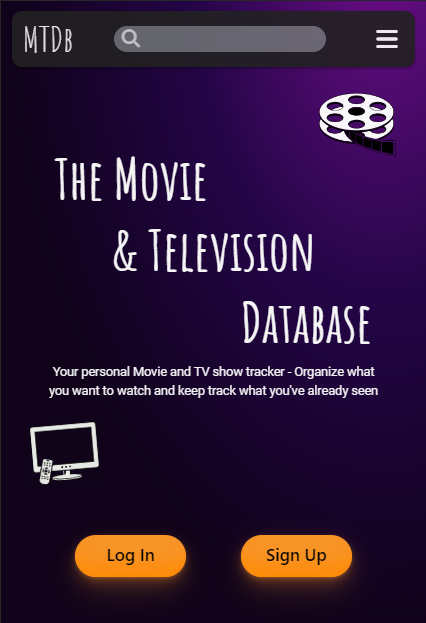 MTDb
The Movie
& Television
Database
Your personal Movie and TV show tracker - Organize what
you want to watch and keep track what you've already seen
Log In
Sign Up